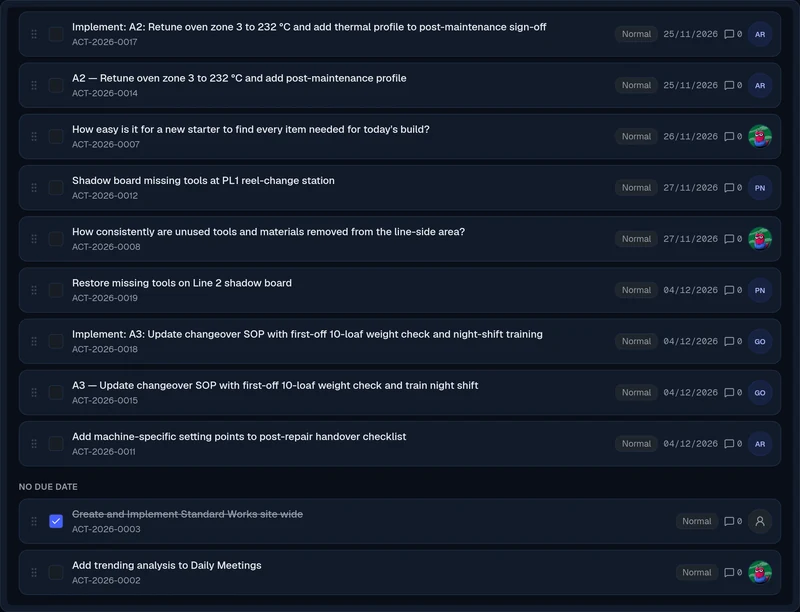 Implement: A2: Retune oven zone 3 to 232 °C and add thermal profile to post-maintenance sign-off
ACT-2026-0017
Normal 25/11/2026 0 AR
A2 — Retune oven zone 3 to 232 °C and add post-maintenance profile
ACT-2026-0014
Normal 25/11/2026 0 AR
How easy is it for a new starter to find every item needed for today's build?
ACT-2026-0007
Normal 26/11/2026 0
Shadow board missing tools at PL1 reel-change station
ACT-2026-0012
Normal 27/11/2026 0 PN
How consistently are unused tools and materials removed from the line-side area?
ACT-2026-0008
Normal 27/11/2026 0
Restore missing tools on Line 2 shadow board
ACT-2026-0019
Normal 04/12/2026 0 PN
Implement: A3: Update changeover SOP with first-off 10-loaf weight check and night-shift training
ACT-2026-0018
Normal 04/12/2026 0 GO
A3 — Update changeover SOP with first-off 10-loaf weight check and train night shift
ACT-2026-0015
Normal 04/12/2026 0 GO
Add machine-specific setting points to post-repair handover checklist
ACT-2026-0011
Normal 04/12/2026 0 AR
NO DUE DATE
Create and Implement Standard Works site wide
ACT-2026-0003
Normal 0
Add trending analysis to Daily Meetings
ACT-2026-0002
Normal 0